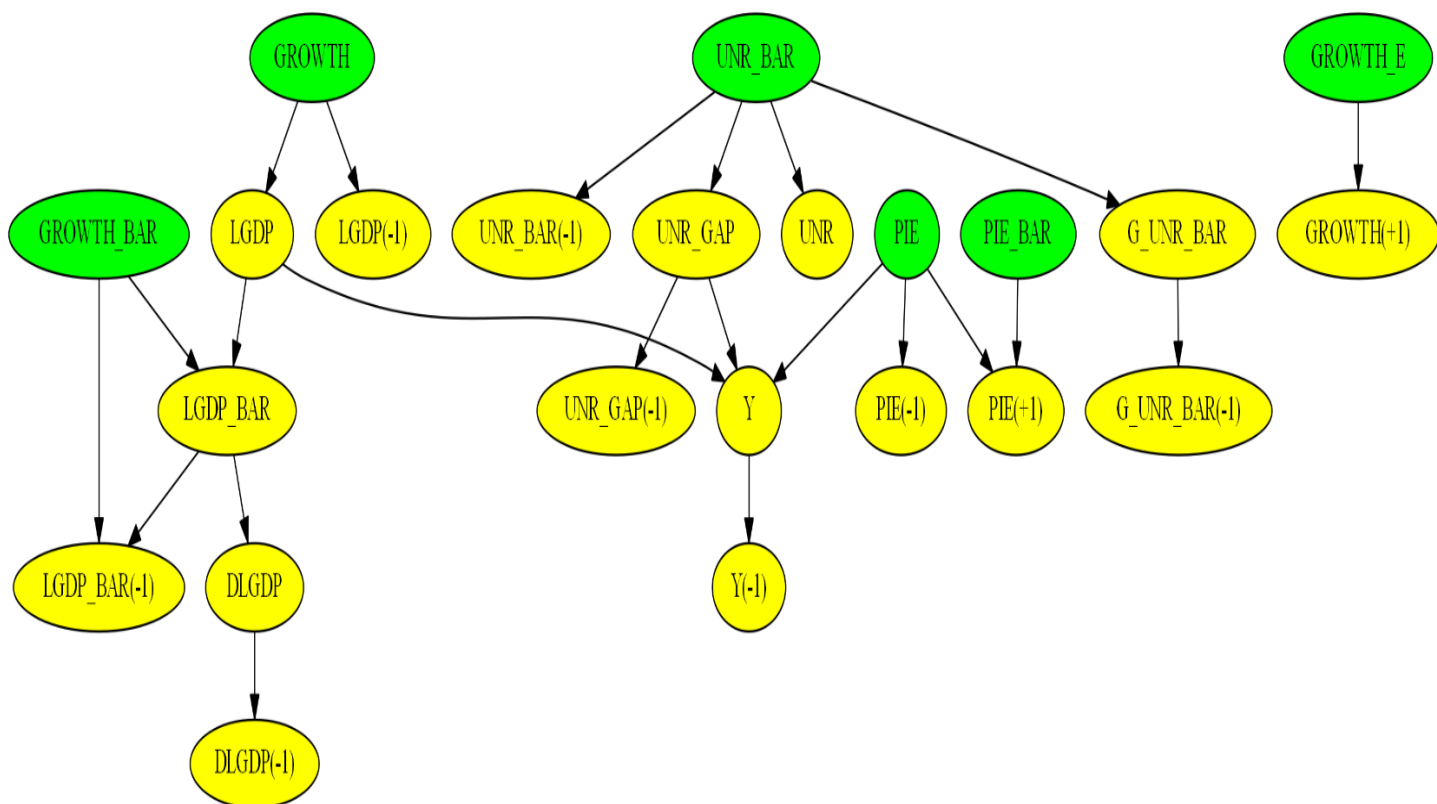 GROWTH
UNR_BAR
GROWTH_E
GROWTH_BAR
LGDP
LGDP(-1)
UNR_BAR(-1)
UNR_GAP
UNR
PIE
PIE_BAR
G_UNR_BAR
GROWTH(+1)
LGDP_BAR
UNR_GAP(-1)
Y
PIE(-1)
PIE(+1)
G_UNR_BAR(-1)
LGDP_BAR(-1)
DLGDP
Y(-1)
DLGDP(-1)